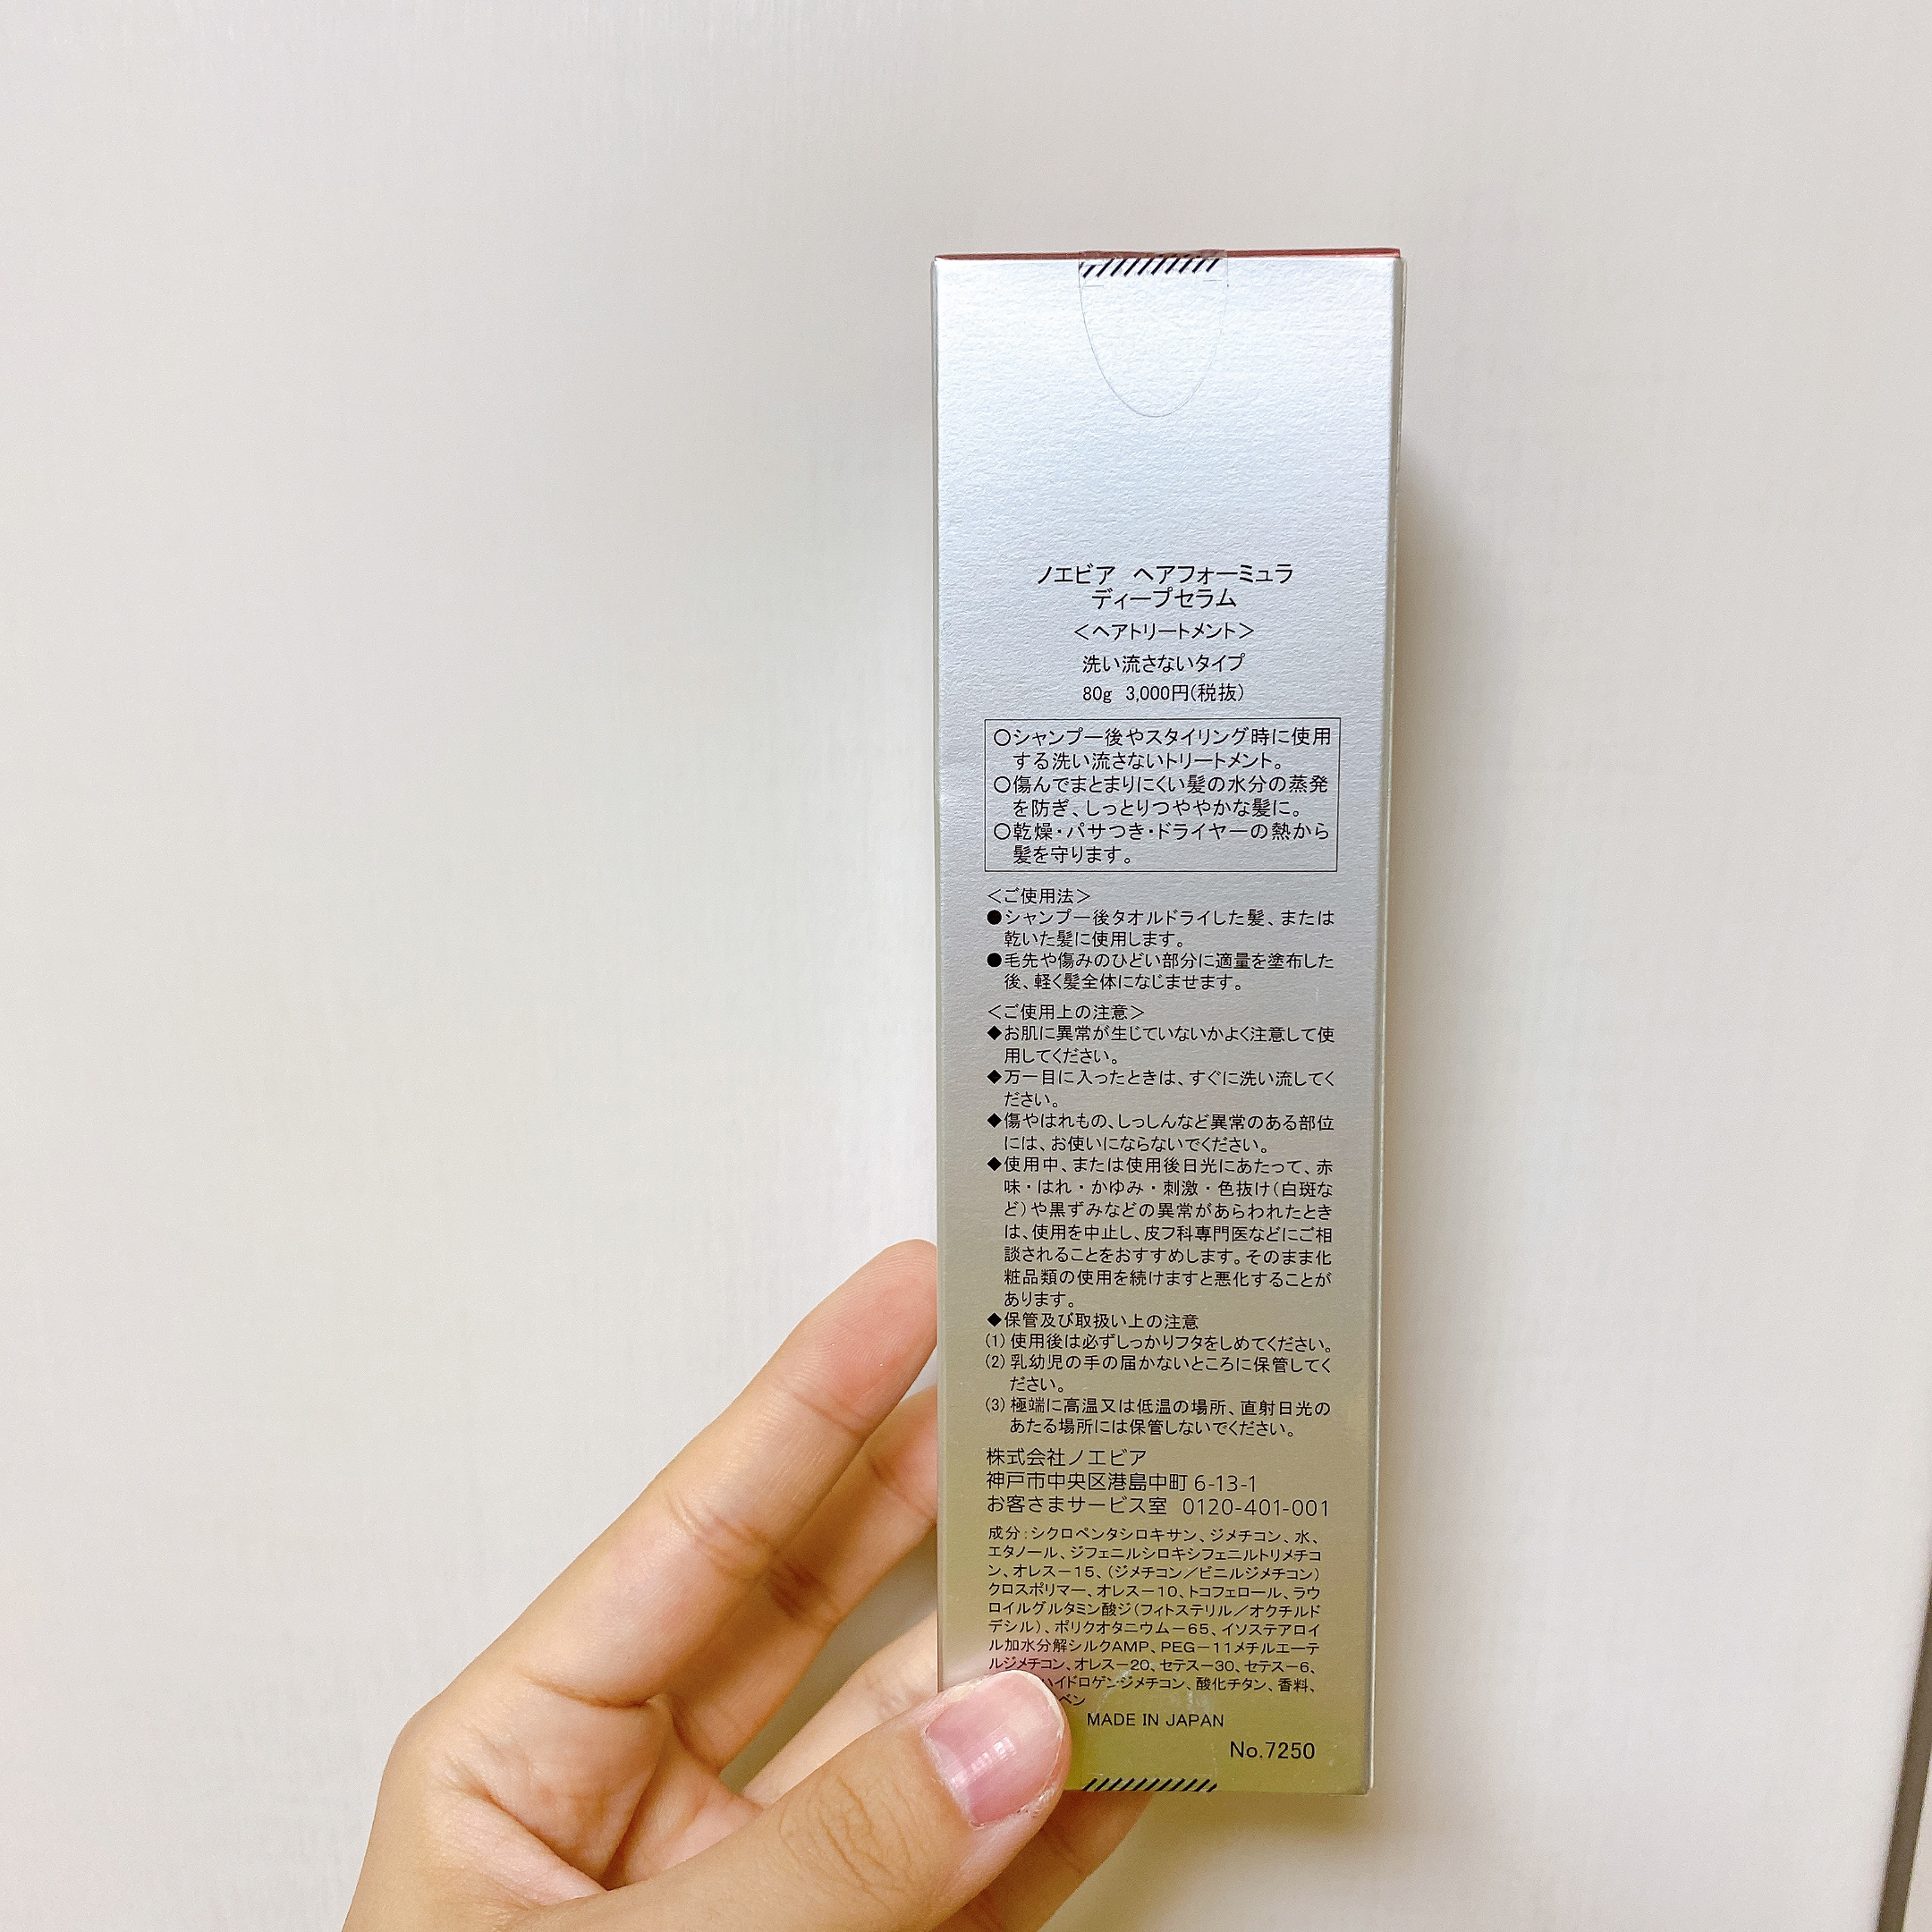 ノエビア ヘアフォーミュラ
ディープセラム
＜ヘアトリートメント＞
洗い流さないタイプ
80g 3,000円(税抜)
○シャンプー後やスタイリング時に使用
する洗い流さないトリートメント。
○傷んでまとまりにくい髪の水分の蒸発
を防ぎ、しっとりつややかな髪に。
○乾燥・パサつき・ドライヤーの熱から
髪を守ります。
＜ご使用法＞
●シャンプー後タオルドライした髪、または
乾いた髪に使用します。
●毛先や傷みのひどい部分に適量を塗布した
後、軽く髪全体になじませます。
＜ご使用上の注意＞
◆お肌に異常が生じていないかよく注意して使
用してください。
◆万一目に入ったときは、すぐに洗い流してく
ださい。
◆傷やはれもの、しっしんなど異常のある部位
には、お使いにならないでください。
◆使用中、または使用後日光にあたって、赤
味・はれ・かゆみ・刺激・色抜け(白斑な
ど)や黒ずみなどの異常があらわれたとき
は、使用を中止し、皮フ科専門医などにご相
談されることをおすすめします。そのまま化
粧品類の使用を続けますと悪化することが
あります。
◆保管及び取扱い上の注意
(1) 使用後は必ずしっかりフタをしめてください。
(2) 乳幼児の手の届かないところに保管してく
ださい。
(3) 極端に高温又は低温の場所、直射日光の
あたる場所には保管しないでください。
株式会社ノエビア
神戸市中央区港島中町 6-13-1
お客さまサービス室 0120-401-001
成分：シクロペンタシロキサン、ジメチコン、水、
エタノール、ジフェニルシロキシフェニルトリメチコ
ン、オレス－15、(ジメチコン／ビニルジメチコン)
クロスポリマー、オレス－10、トコフェロール、ラウ
ロイルグルタミン酸ジ(フィトステリル／オクチルド
デシル)、ポリクオタニウム－65、イソステアロイ
ル加水分解シルクAMP、PEG－11メチルエーテ
ルジメチコン、オレス－20、セテス－30、セテス－6、
ハイドロゲンジメチコン、酸化チタン、香料、
ベン
MADE IN JAPAN
No.7250